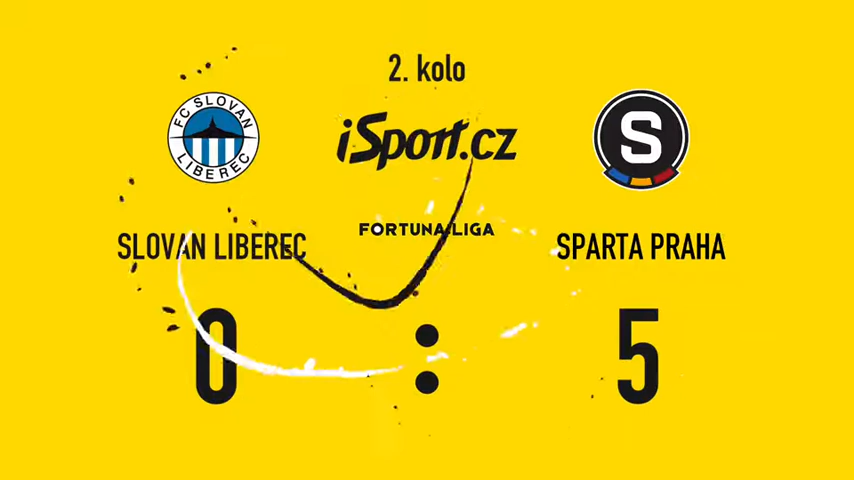 2. kolo
FC SLOVAN
LIBEREC
iSport.cz
S
FORTUNA:LIGA
SLOVAN LIBEREC
SPARTA PRAHA
0 : 5